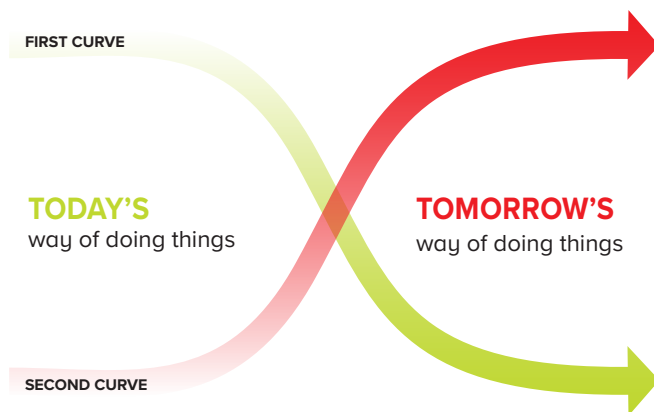 FIRST CURVE
TODAY'S
way of doing things
TOMORROW'S
way of doing things
SECOND CURVE